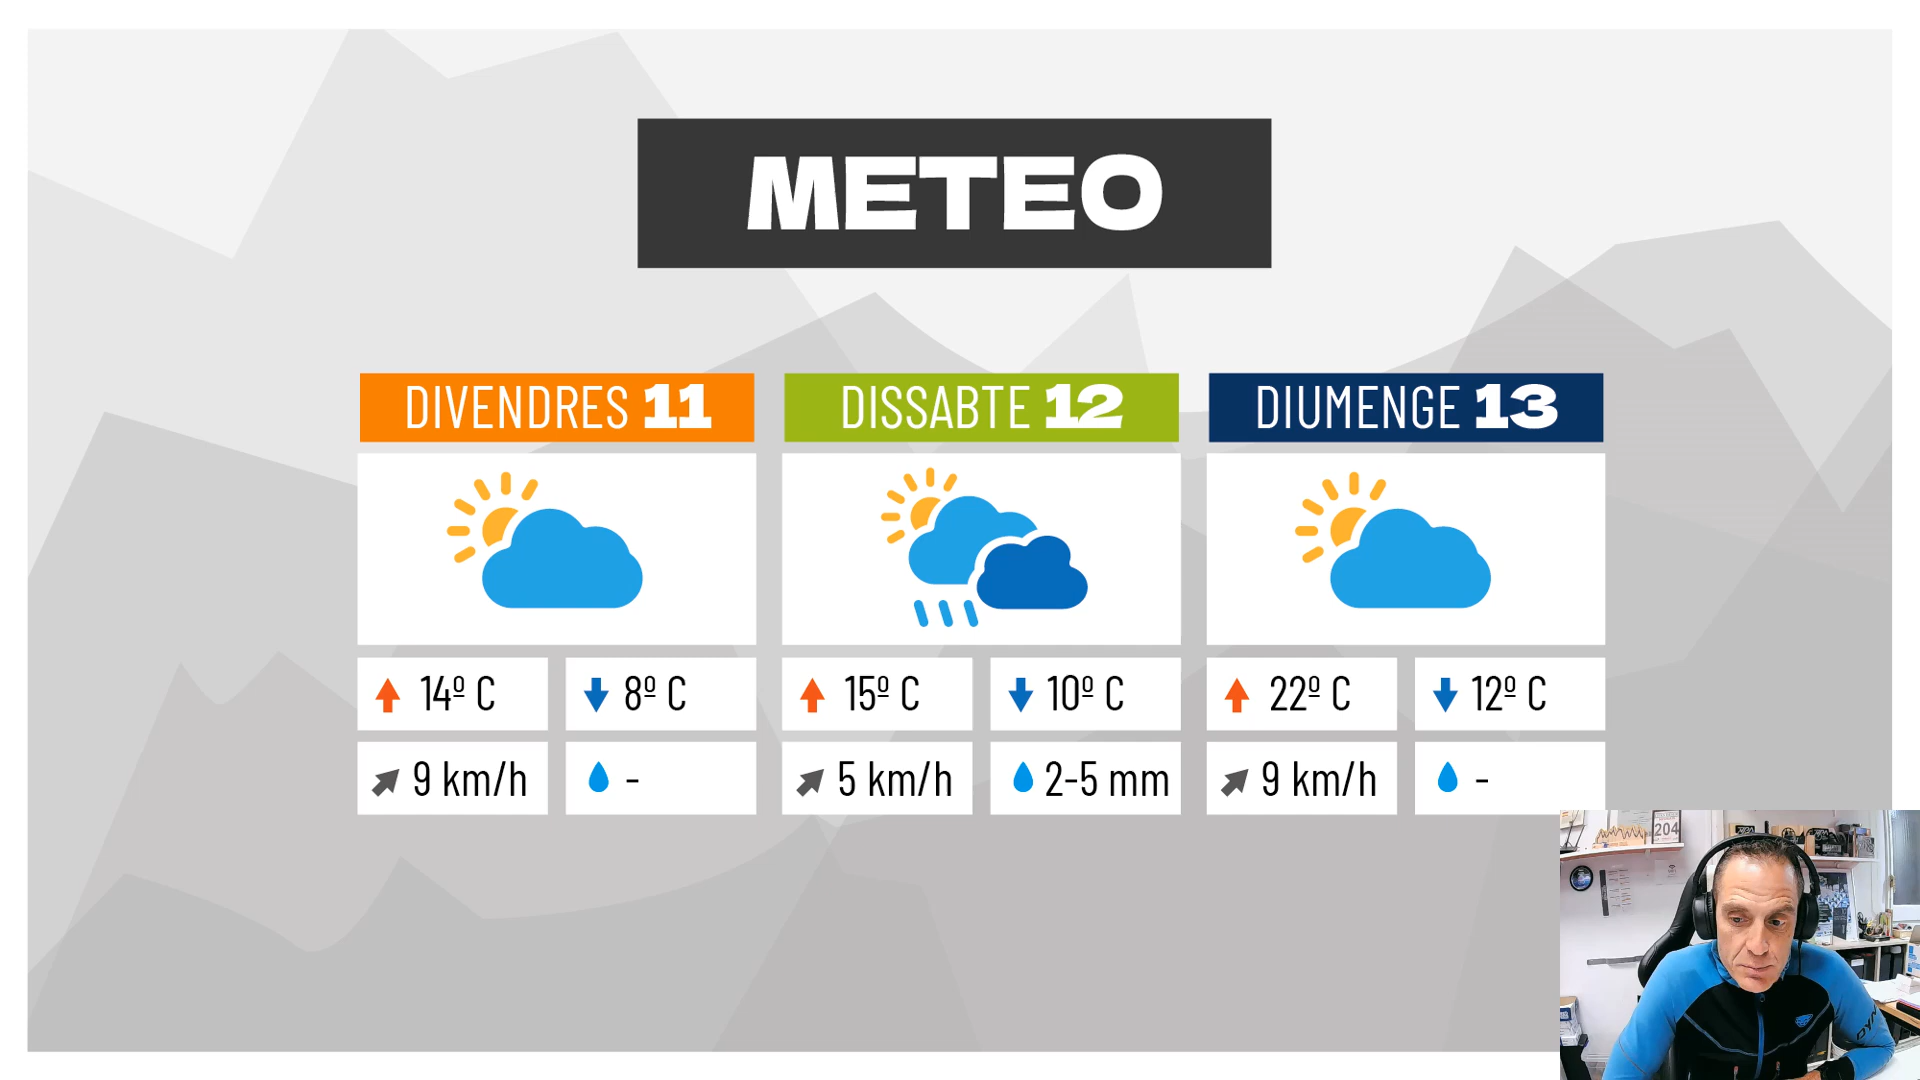 METEO
DIVENDRES 11
DISSABTE 12
DIUMENGE 13
14º C
8º C
15º C
10º C
22º C
12º C
9 km/h
-
5 km/h
2-5 mm
9 km/h
-
204